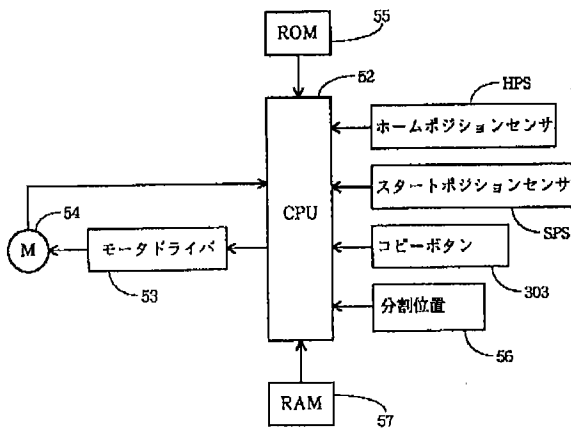 55
ROM
52
HPS
ホームポジションセンサ
スタートポジションセンサ
SPS
CPU
54
M
モータドライバ
53
コピーボタン
303
分割位置
56
RAM
57